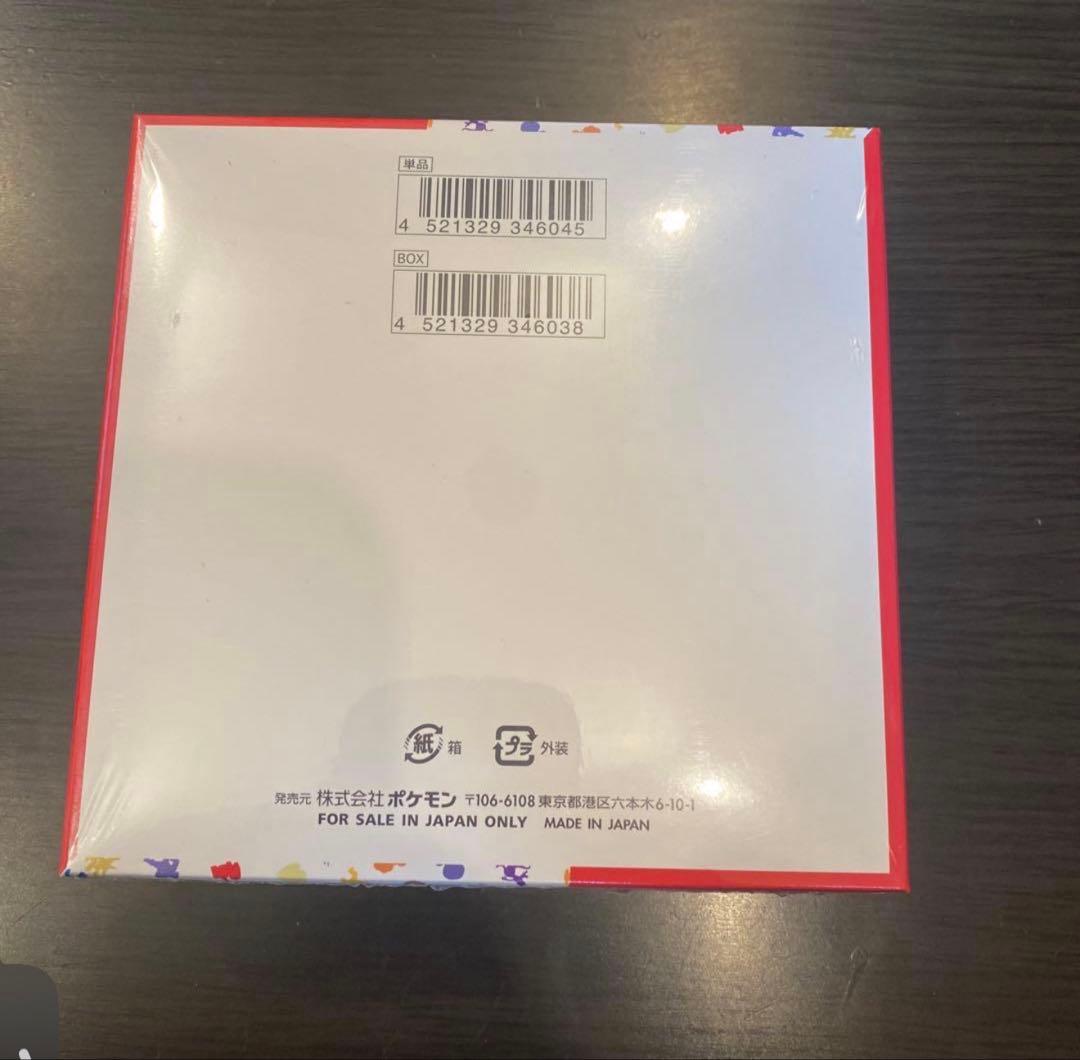 単品
4 521329 346045
BOX
4 521329 346038
紙 箱 プラ 外装
発売元 株式会社ポケモン 〒106-6108 東京都港区六本木6-10-1
FOR SALE IN JAPAN ONLY MADE IN JAPAN